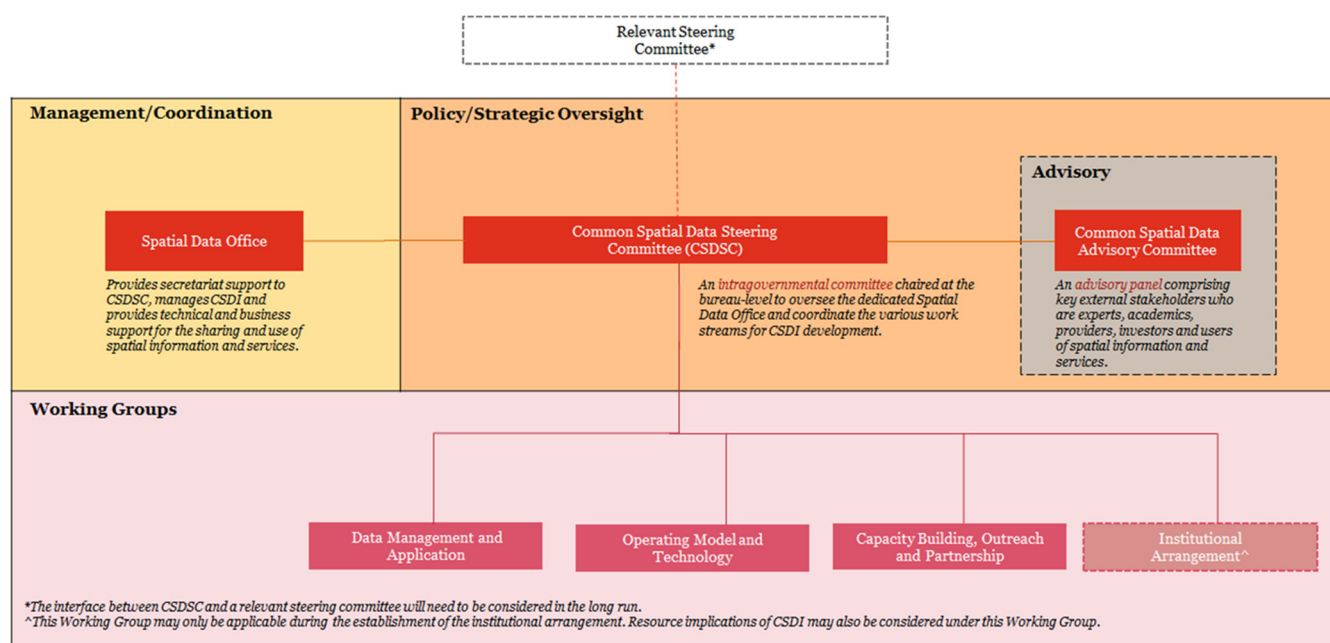 Relevant Steering
Committee*
Management/Coordination
Policy/Strategic Oversight
Advisory
Spatial Data Office
Common Spatial Data Steering
Committee (CSDSC)
Common Spatial Data
Advisory Committee
Provides secretariat support to
CSDSC, manages CSDI and
provides technical and business
support for the sharing and use of
spatial information and services.
An intragovernmental committee chaired at the
bureau-level to oversee the dedicated Spatial
Data Office and coordinate the various work
streams for CSDI development.
An advisory panel comprising
key external stakeholders who
are experts, academics,
providers, investors and users
of spatial information and
services.
Working Groups
Data Management and
Application
Operating Model and
Technology
Capacity Building, Outreach
and Partnership
Institutional
Arrangement^
*The interface between CSDSC and a relevant steering committee will need to be considered in the long run.
^This Working Group may only be applicable during the establishment of the institutional arrangement. Resource implications of CSDI may also be considered under this Working Group.